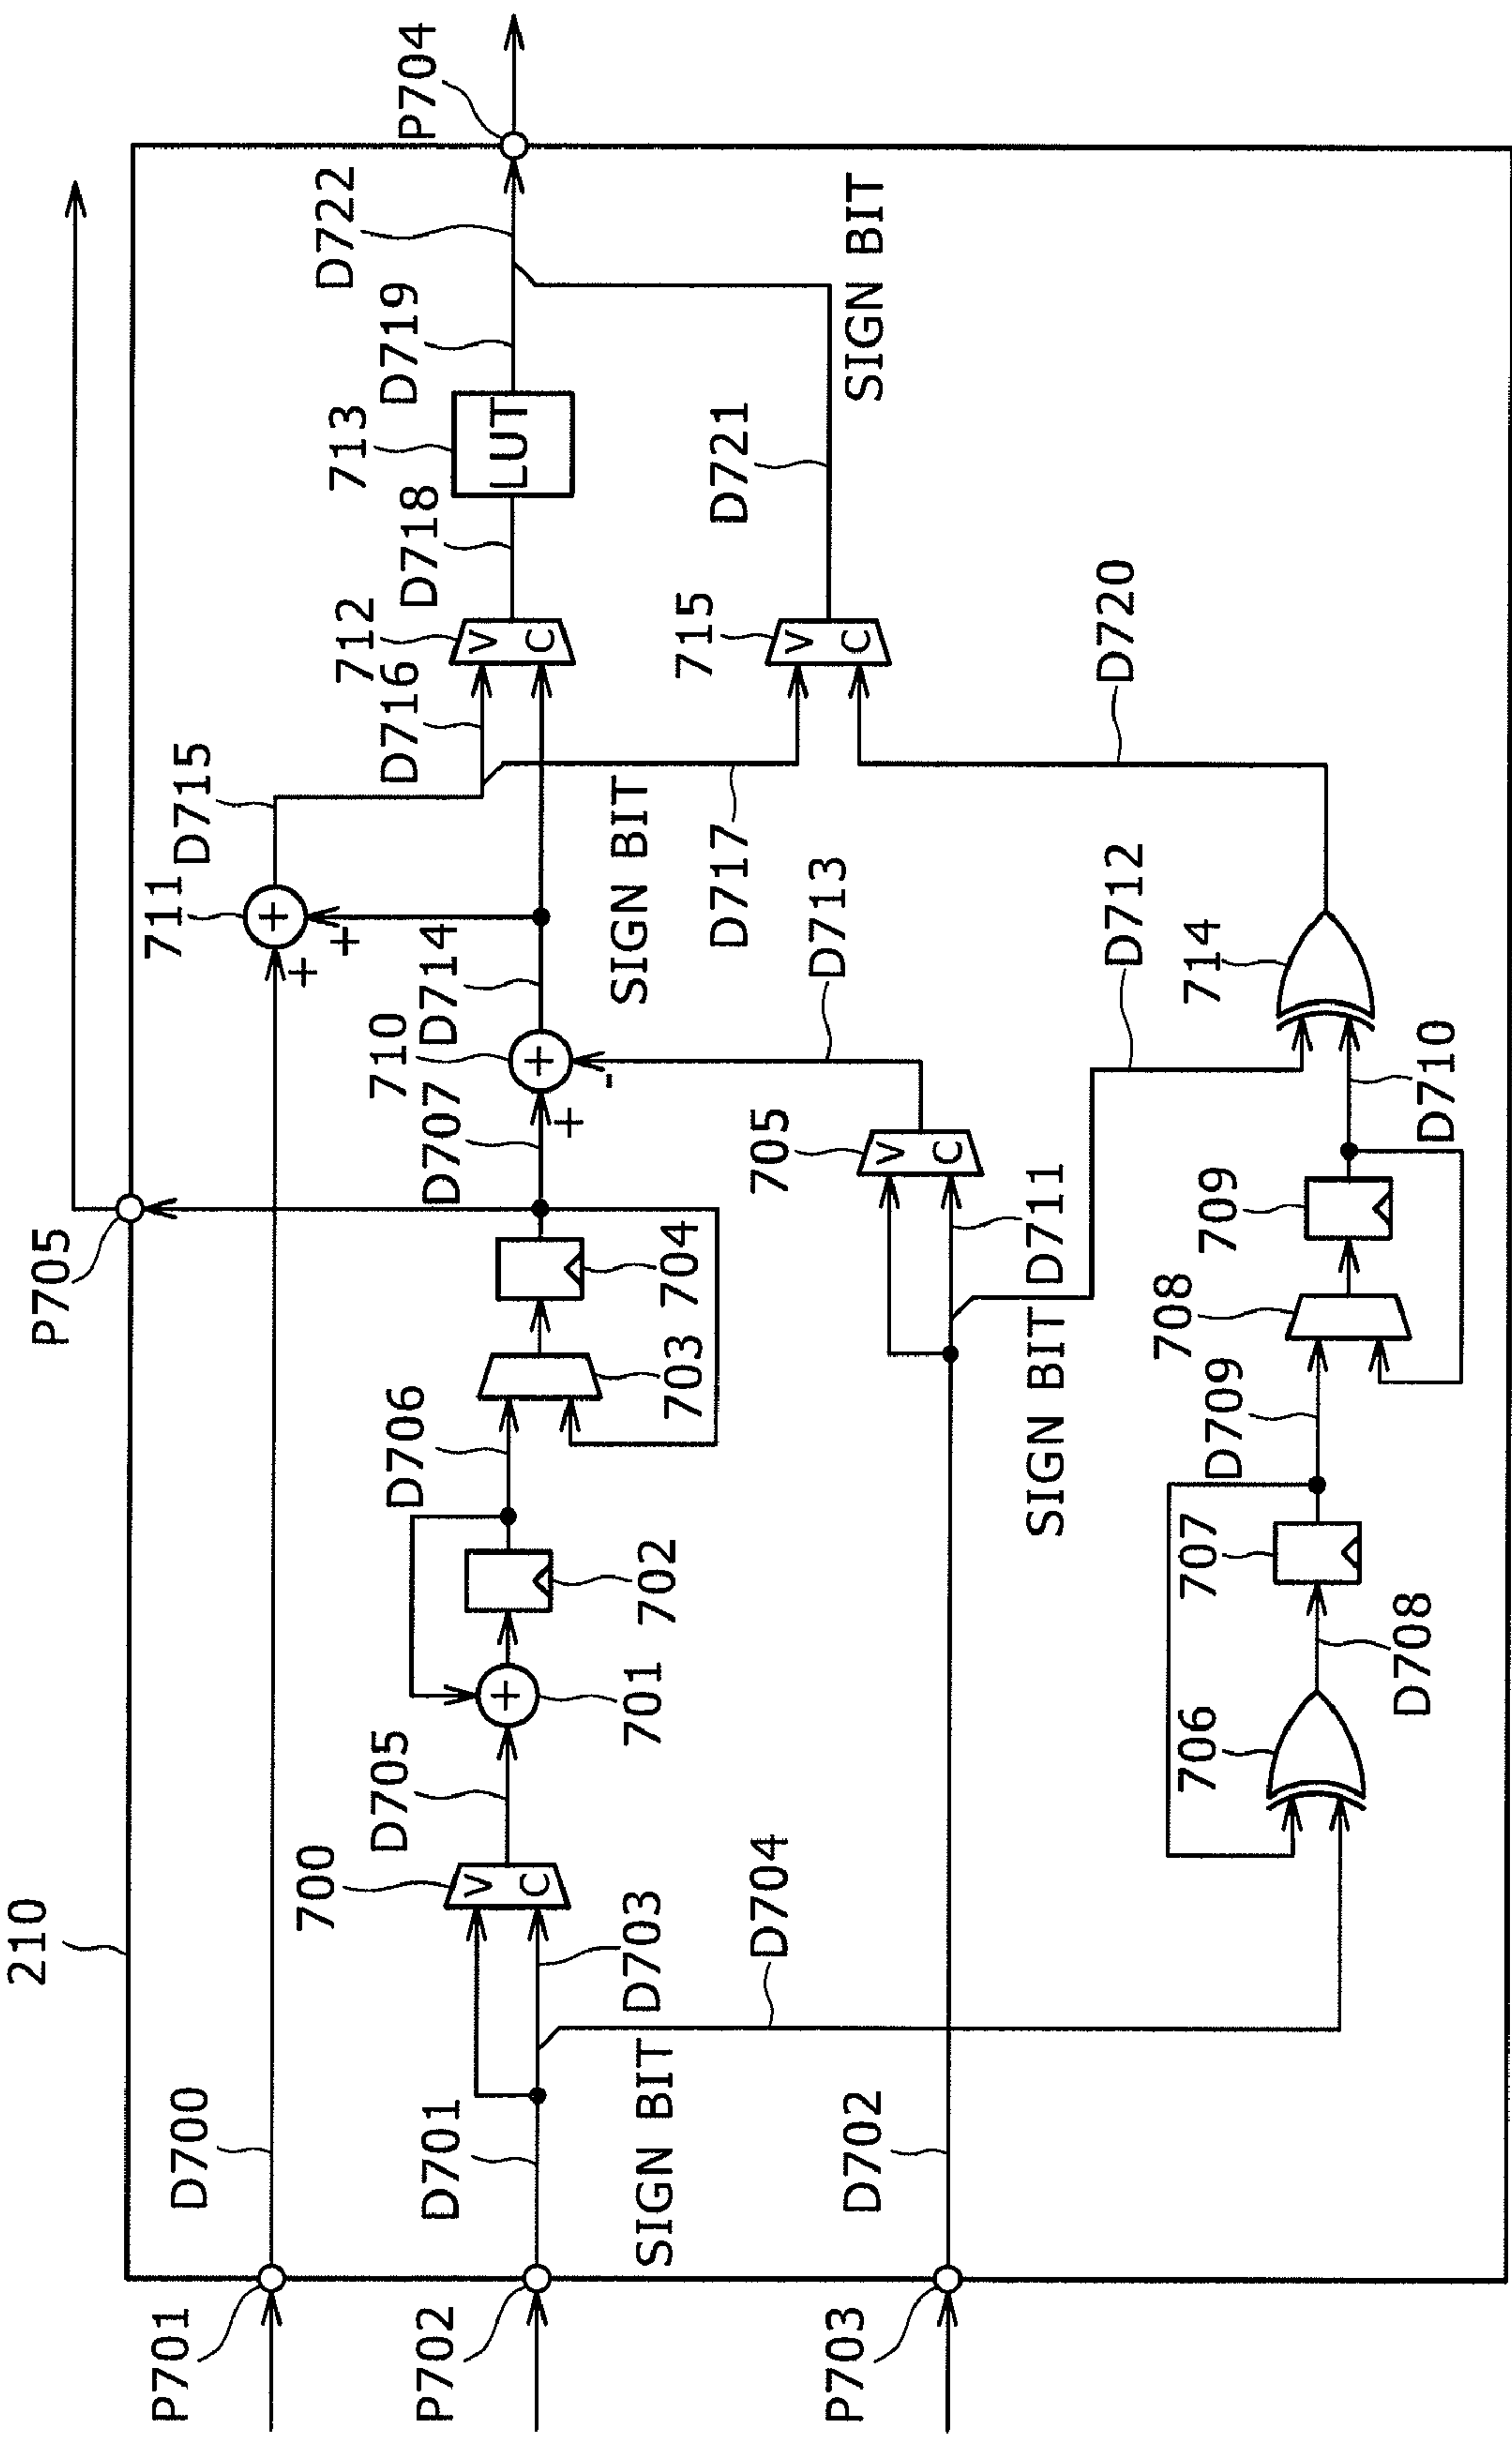 210
P705
P701
D700
711
D715
P702
D701
SIGN BIT
D703
700
D705
701
702
D706
703
704
D707
710
D714
SIGN BIT
D716
712
D718
713
LUT
D719
D722
P704
V
C
V
C
+
+
+
+
+
+
-
D704
P703
D702
SIGN BIT
D711
705
V
C
D713
D717
715
V
C
D721
SIGN BIT
706
D708
707
D709
708
709
D710
D712
714
D720